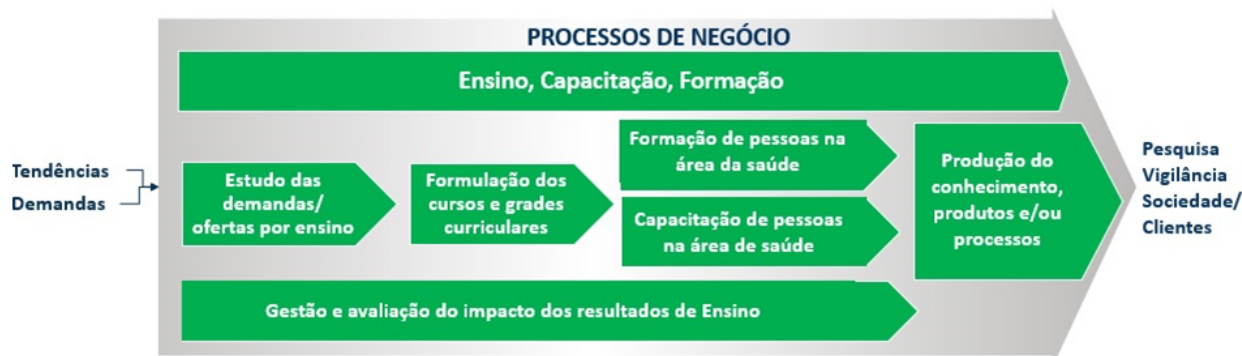 PROCESSOS DE NEGÓCIO
Ensino, Capacitação, Formação
Tendências
Demandas
Estudo das
demandas/
ofertas por ensino
Formulação dos
cursos e grades
curriculares
Formação de pessoas na
área da saúde
Capacitação de pessoas
na área de saúde
Produção do
conhecimento,
produtos e/ou
processos
Pesquisa
Vigilância
Sociedade/
Clientes
Gestão e avaliação do impacto dos resultados de Ensino